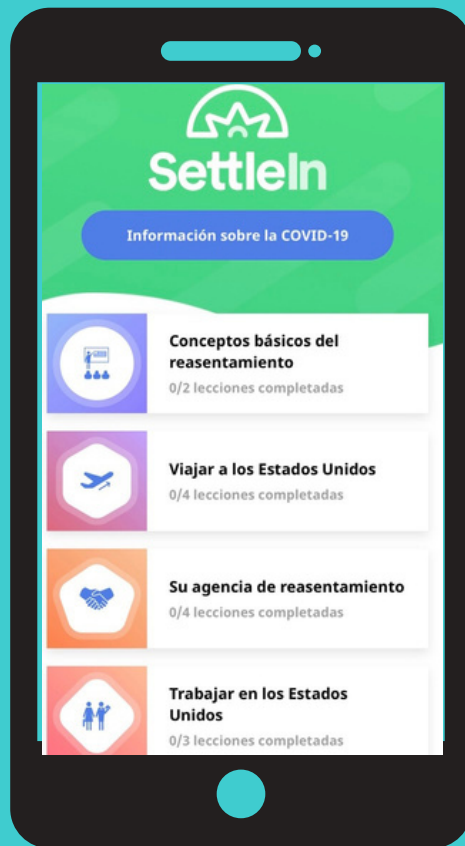 SettleIn
Información sobre la COVID-19
Conceptos básicos del
reasentamiento
0/2 lecciones completadas
Viajar a los Estados Unidos
0/4 lecciones completadas
Su agencia de reasentamiento
0/4 lecciones completadas
Trabajar en los Estados
Unidos
0/3 lecciones completadas